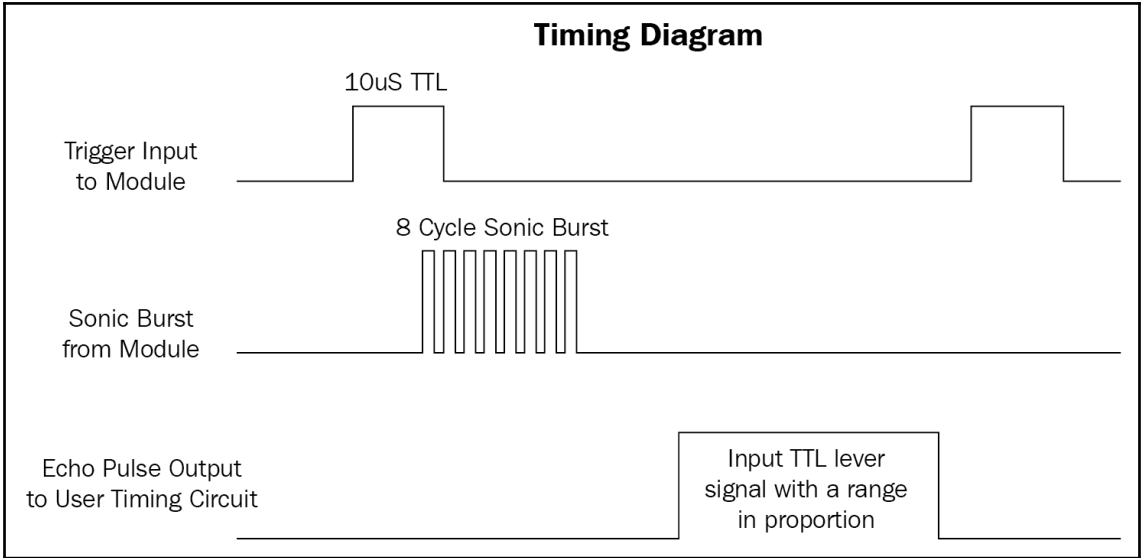 Timing Diagram
10uS TTL
Trigger Input
to Module
8 Cycle Sonic Burst
Sonic Burst
from Module
Echo Pulse Output
to User Timing Circuit
Input TTL lever
signal with a range
in proportion